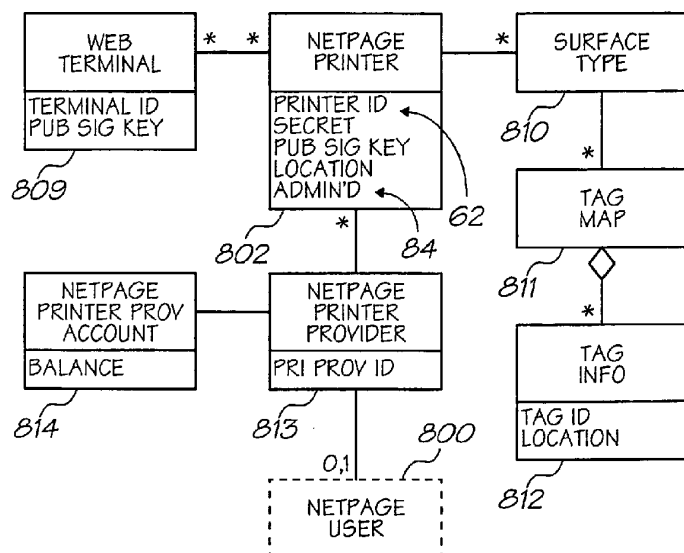 WEB
TERMINAL
TERMINAL ID
PUB SIG KEY
809
* *
NETPAGE
PRINTER
PRINTER ID
SECRET
PUB SIG KEY
LOCATION
ADMIN'D
802
62
84
*
*
SURFACE
TYPE
810
*
TAG
MAP
811
*
TAG
INFO
TAG ID
LOCATION
812
NETPAGE
PRINTER PROV
ACCOUNT
BALANCE
814
NETPAGE
PRINTER
PROVIDER
PRI PROV ID
813
0,1
800
NETPAGE
USER